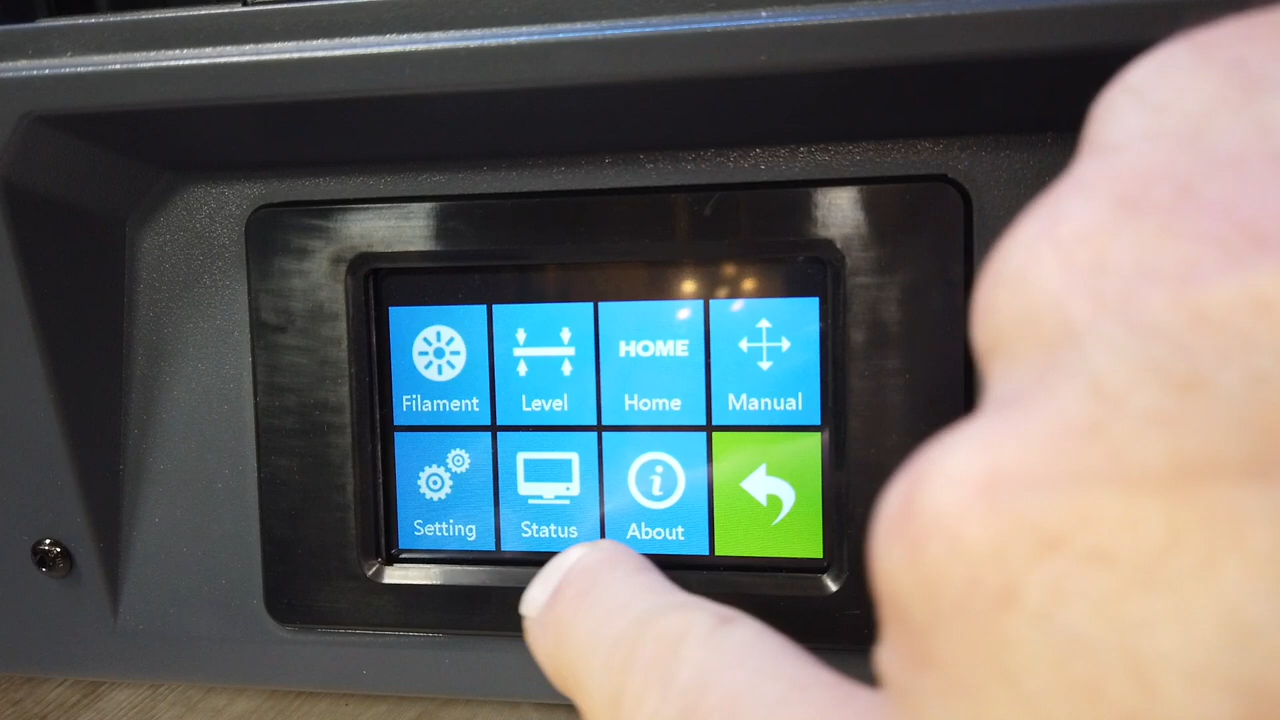 HOME
Filament
Level
Home
Manual
Setting
Status
About